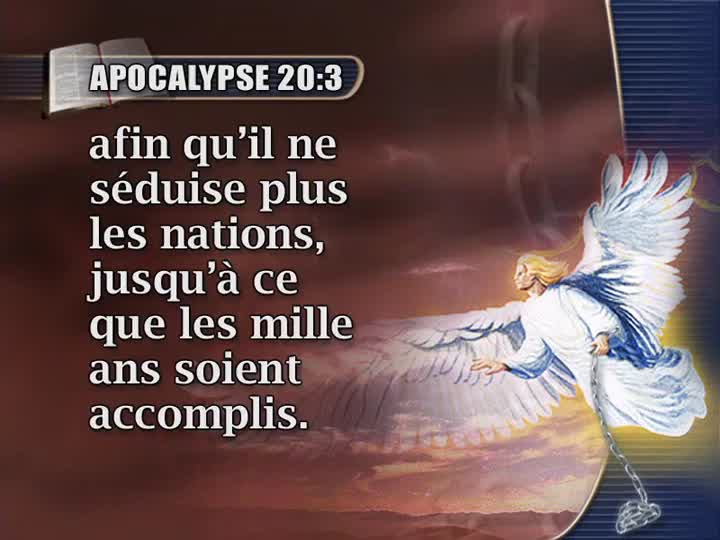 APOCALYPSE 20:3
afin qu’il ne
séduise plus
les nations,
jusqu’à ce
que les mille
ans soient
accomplis.